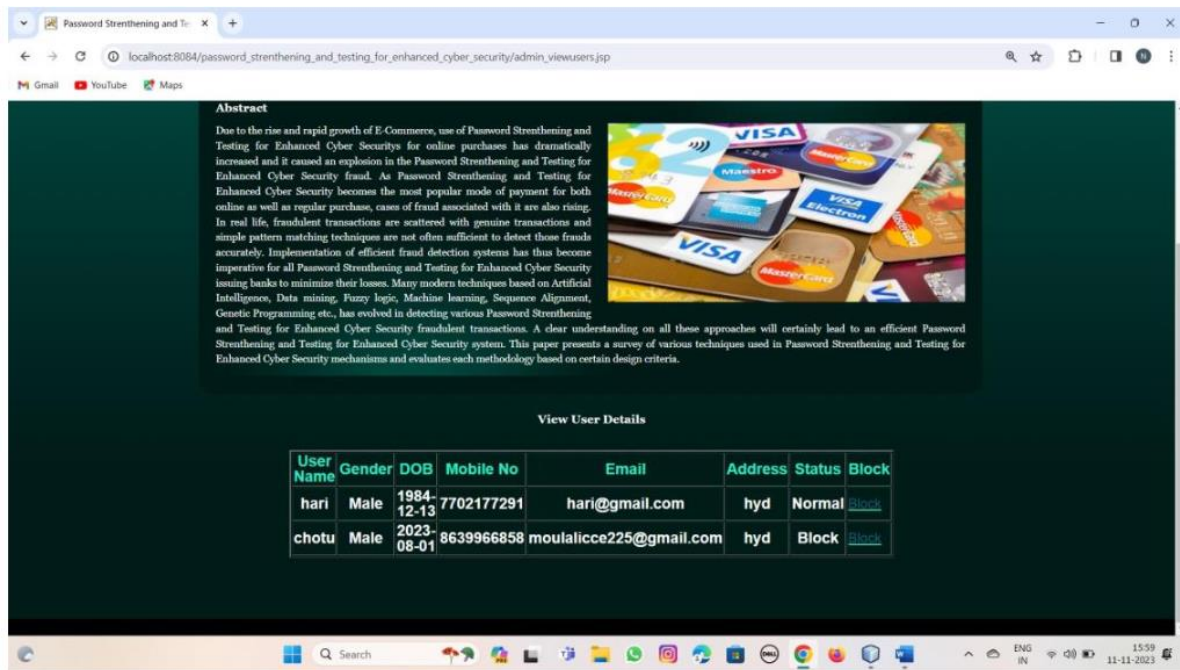 Password Strenthening and Te
localhost:8084/password_strenthening_and_testing_for_enhanced_cyber_security/admin_viewusers.jsp
N
Gmail YouTube Maps
Abstract
Due to the rise and rapid growth of E-Commerce, use of Password Strenthening and
Testing for Enhanced Cyber Securitys for online purchases has dramatically
increased and it caused an explosion in the Password Strenthening and Testing for
Enhanced Cyber Security fraud. As Password Strenthening and Testing for
Enhanced Cyber Security becomes the most popular mode of payment for both
online as well as regular purchase, cases of fraud associated with it are also rising.
In real life, fraudulent transactions are scattered with genuine transactions and
simple pattern matching techniques are not often sufficient to detect those frauds
accurately. Implementation of efficient fraud detection systems has thus become
imperative for all Password Strenthening and Testing for Enhanced Cyber Security
issuing banks to minimize their losses. Many modern techniques based on Artificial
Intelligence, Data mining, Fuzzy logic, Machine learning, Sequence Alignment,
Genetic Programming etc., has evolved in detecting various Password Strenthening
and Testing for Enhanced Cyber Security fraudulent transactions. A clear understanding on all these approaches will certainly lead to an efficient Password
Strenthening and Testing for Enhanced Cyber Security system. This paper presents a survey of various techniques used in Password Strenthening and Testing for
Enhanced Cyber Security mechanisms and evaluates each methodology based on certain design criteria.
VISA
MasterCard
Maestro
MasterCard
VISA
Electron
VISA
MasterCard
View User Details
User Name Gender DOB Mobile No Email Address Status Block
hari Male 1984-12-13 7702177291 hari@gmail.com hyd Normal Block
chotu Male 2023-08-01 8639966858 moulalicce225@gmail.com hyd Block Block
Search
DELL
ENG
IN
15:59
11-11-2023